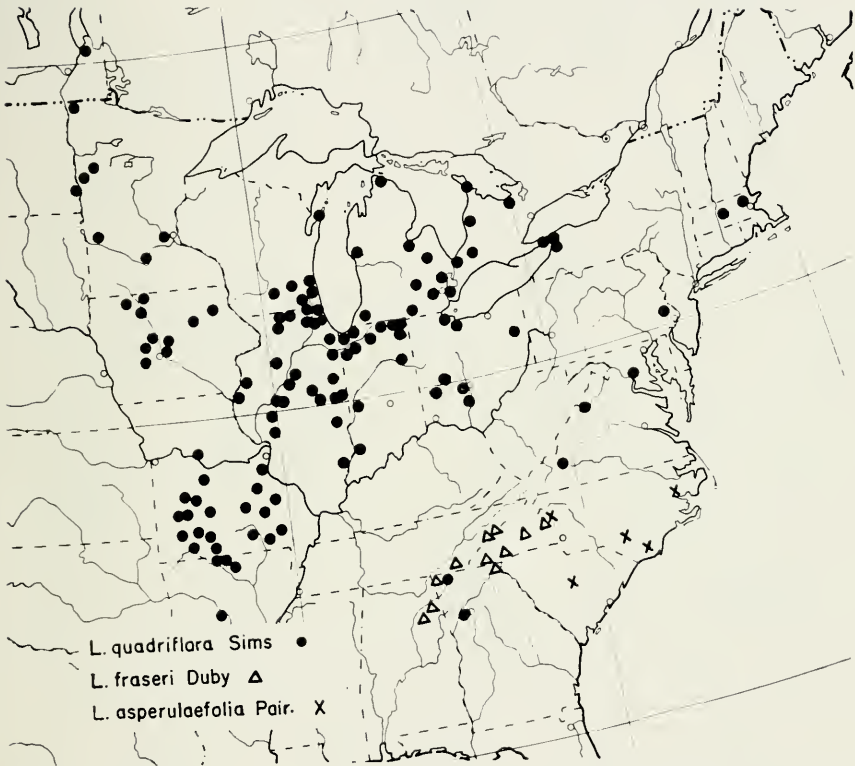 L. quadriflora Sims ●
L. fraseri Duby △
L. asperulaefolia Pair. X